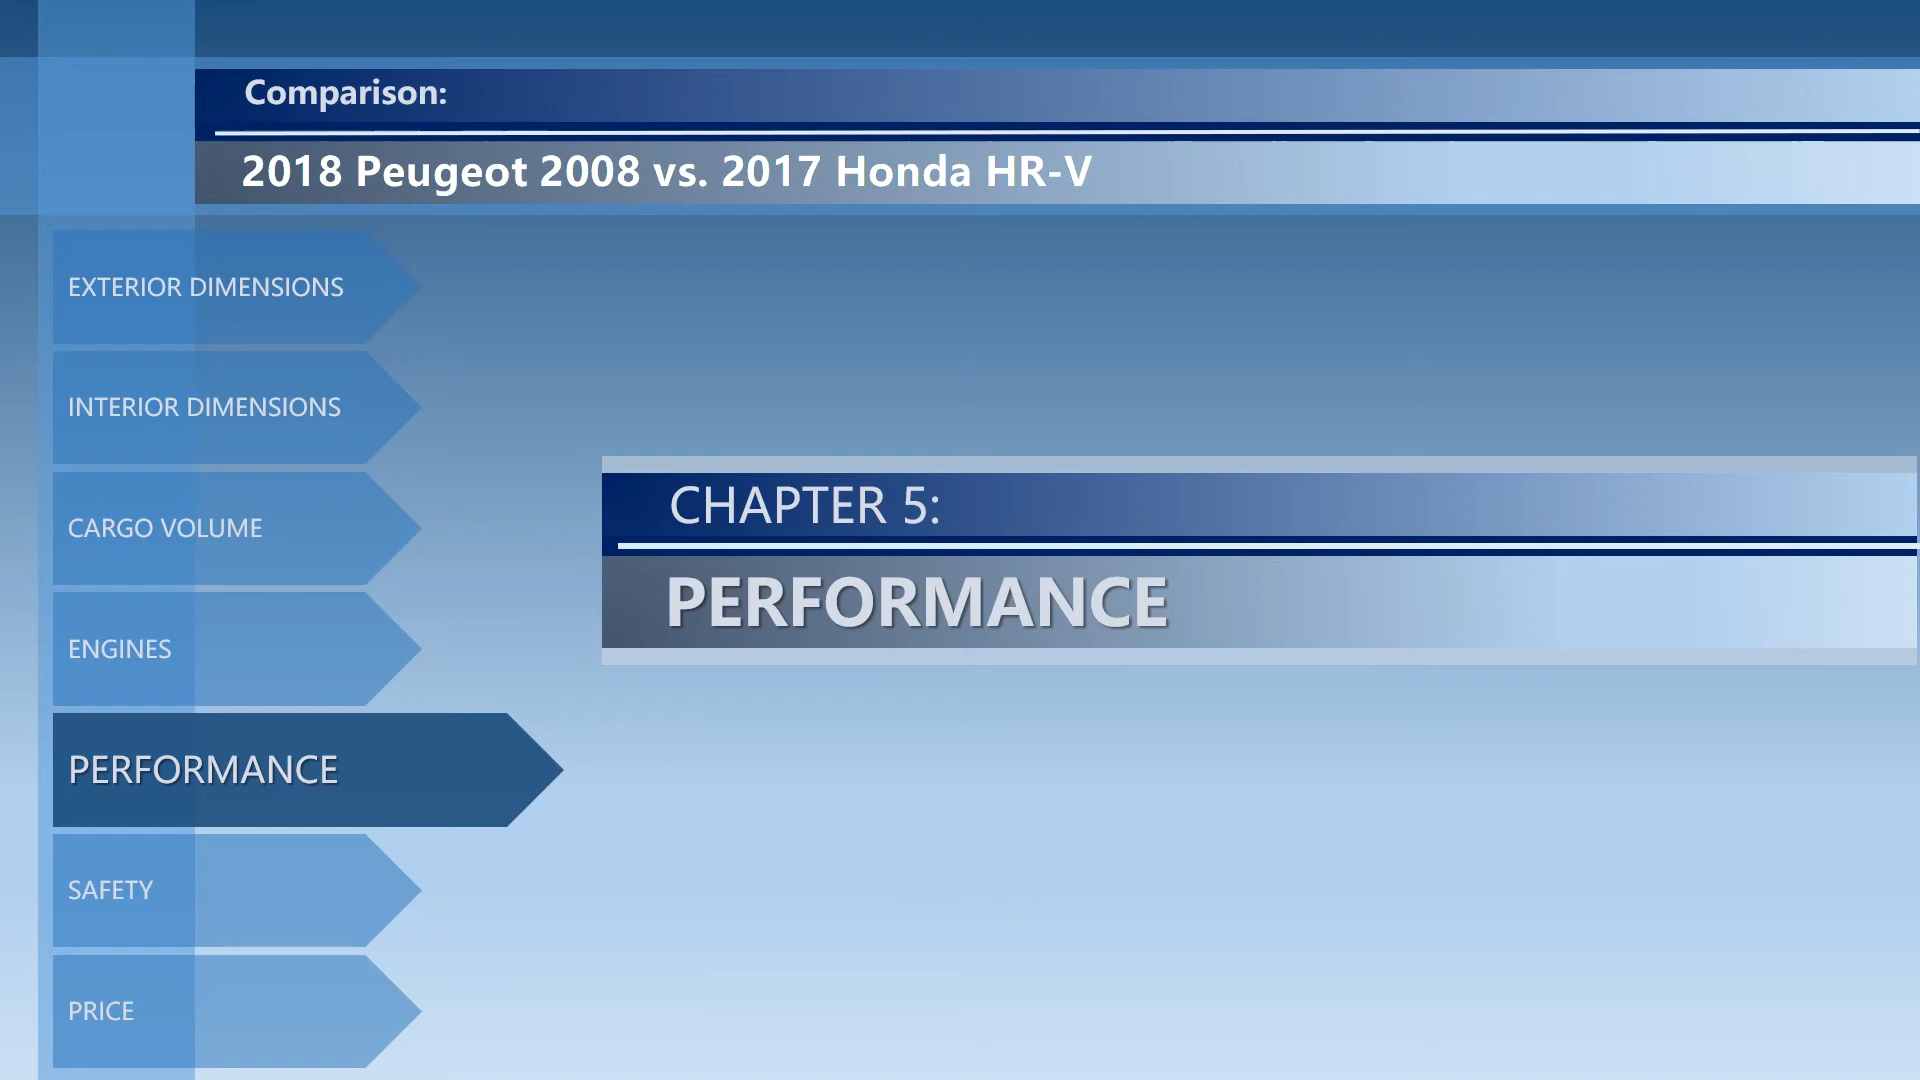 Comparison:
2018 Peugeot 2008 vs. 2017 Honda HR-V
EXTERIOR DIMENSIONS
INTERIOR DIMENSIONS
CARGO VOLUME
ENGINES
PERFORMANCE
SAFETY
PRICE
CHAPTER 5:
PERFORMANCE